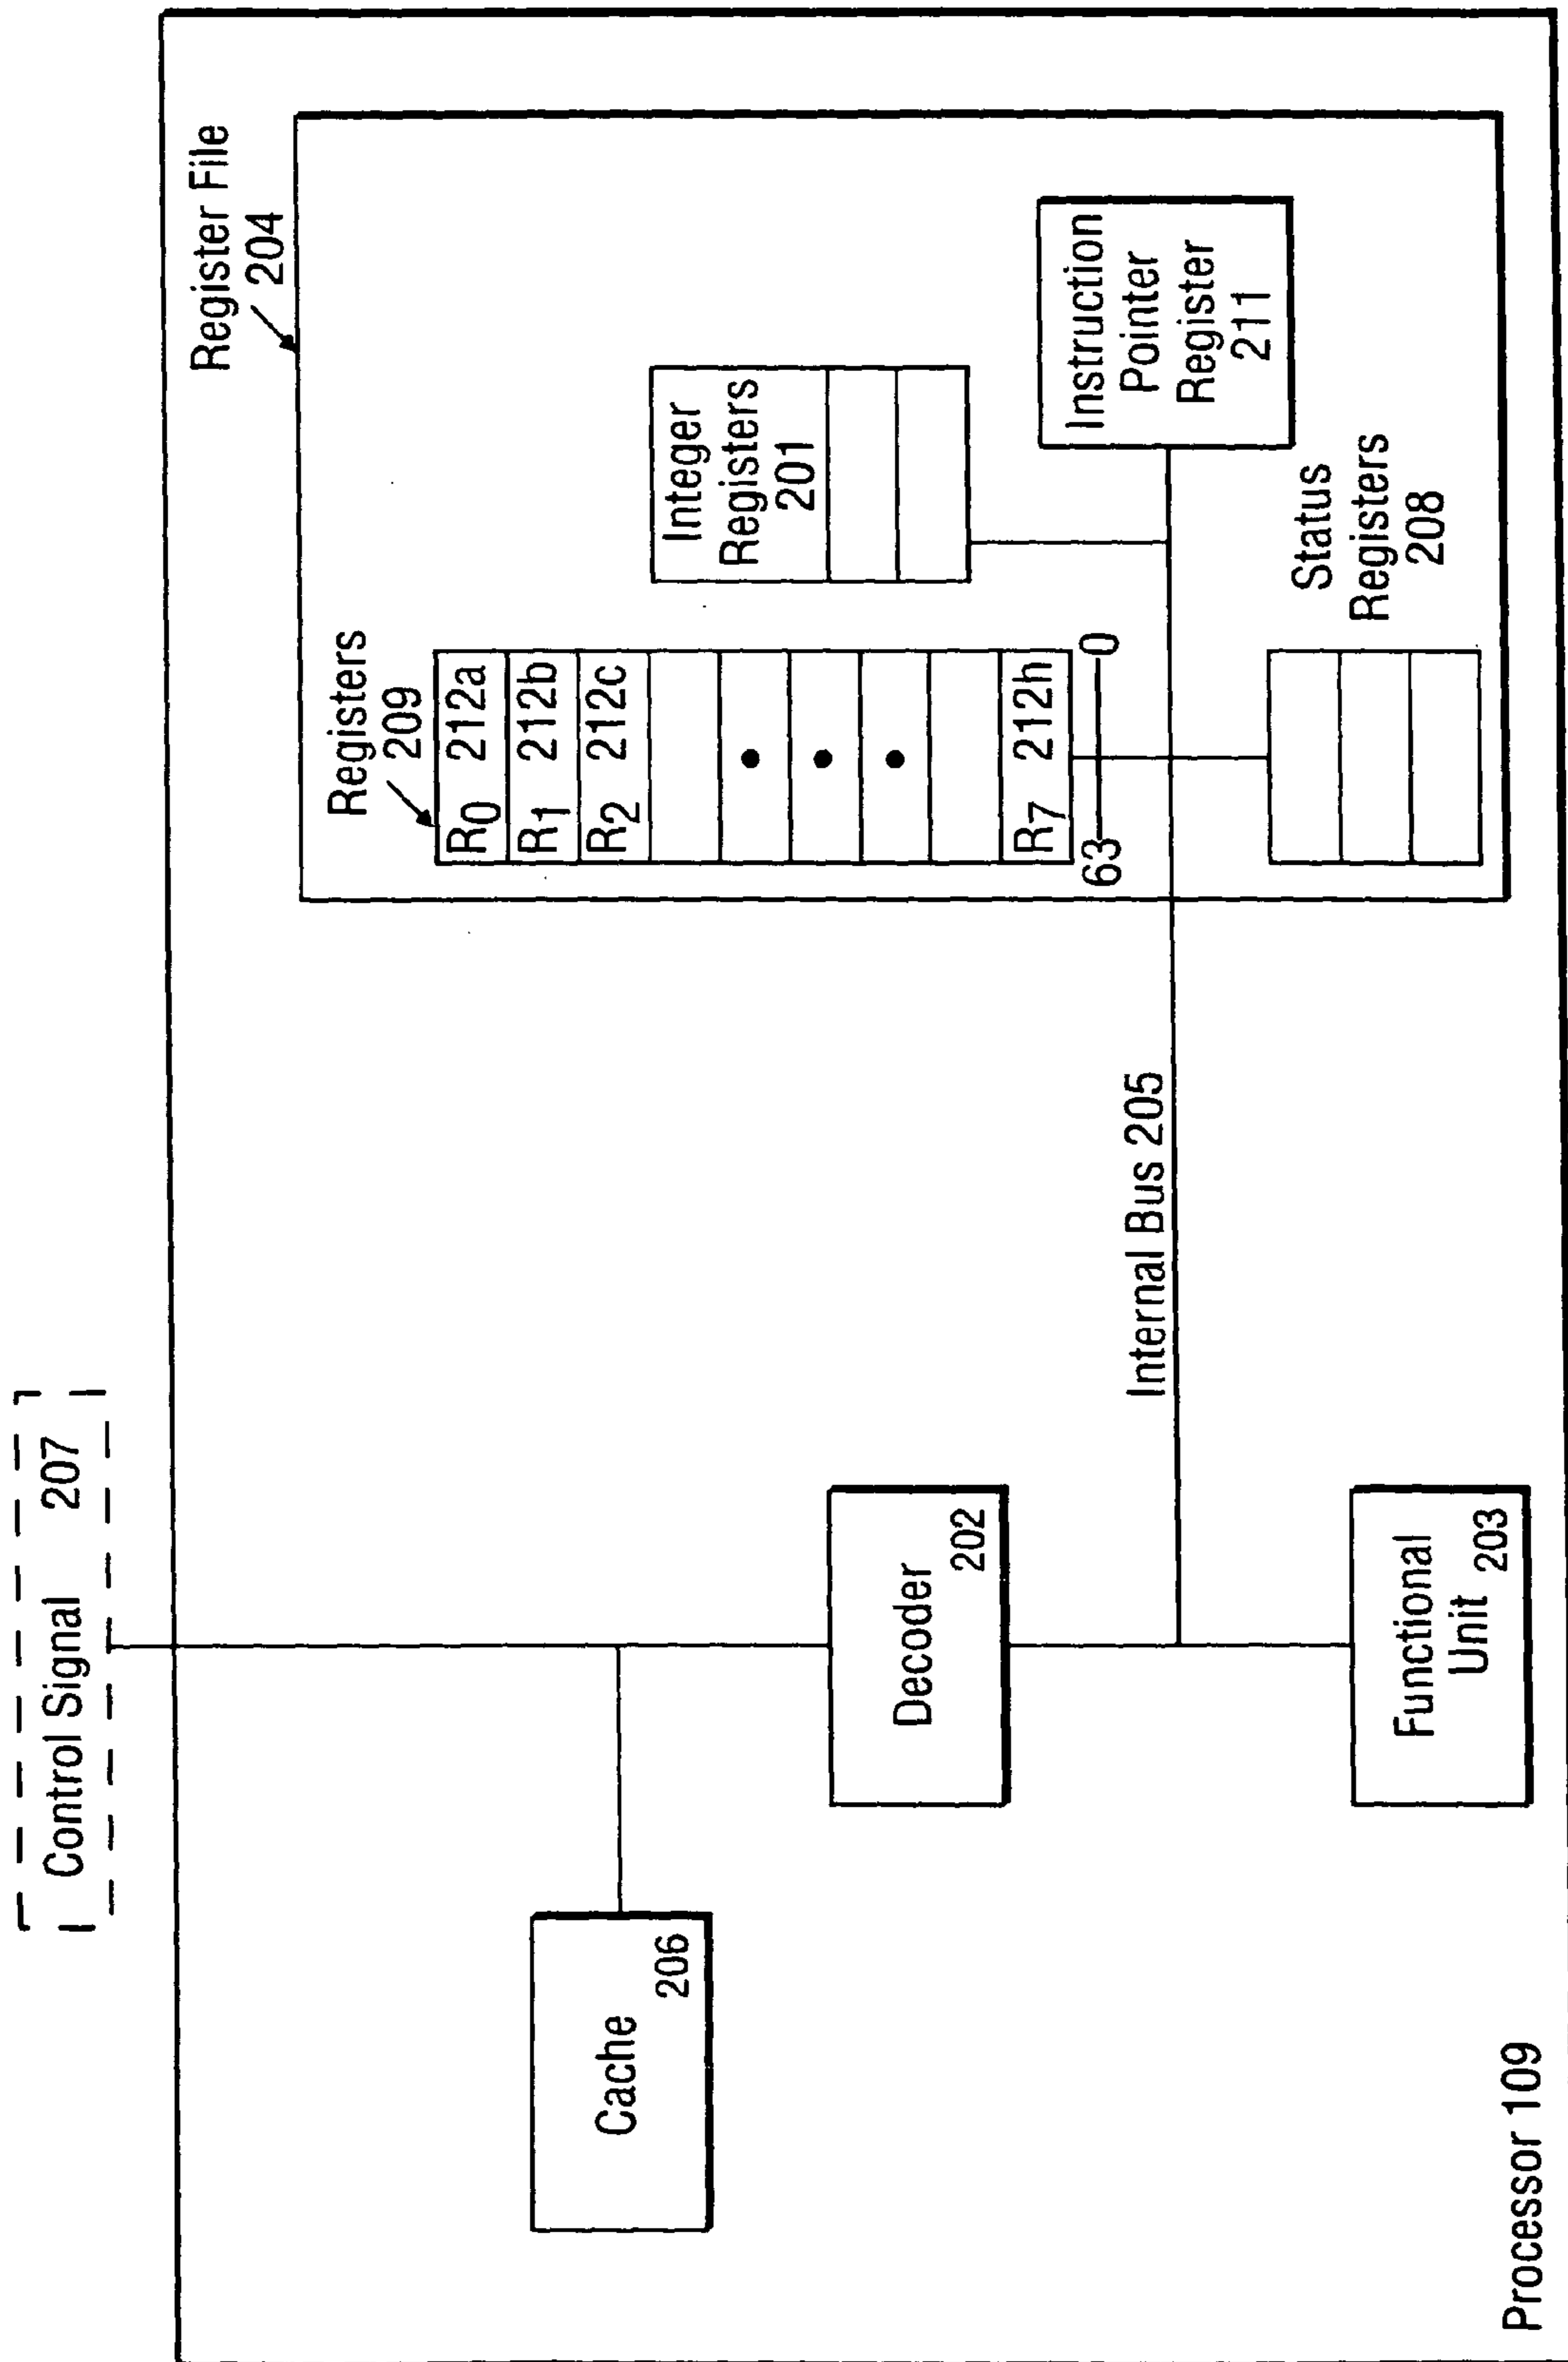 Control Signal 207
Register File
204
Registers
209
R0 212a
R1 212b
R2 212c
R7 212h
63 0
Integer
Registers
201
Instruction
Pointer
Register
211
Status
Registers
208
Cache
206
Decoder
202
Internal Bus 205
Functional
Unit 203
Processor 109